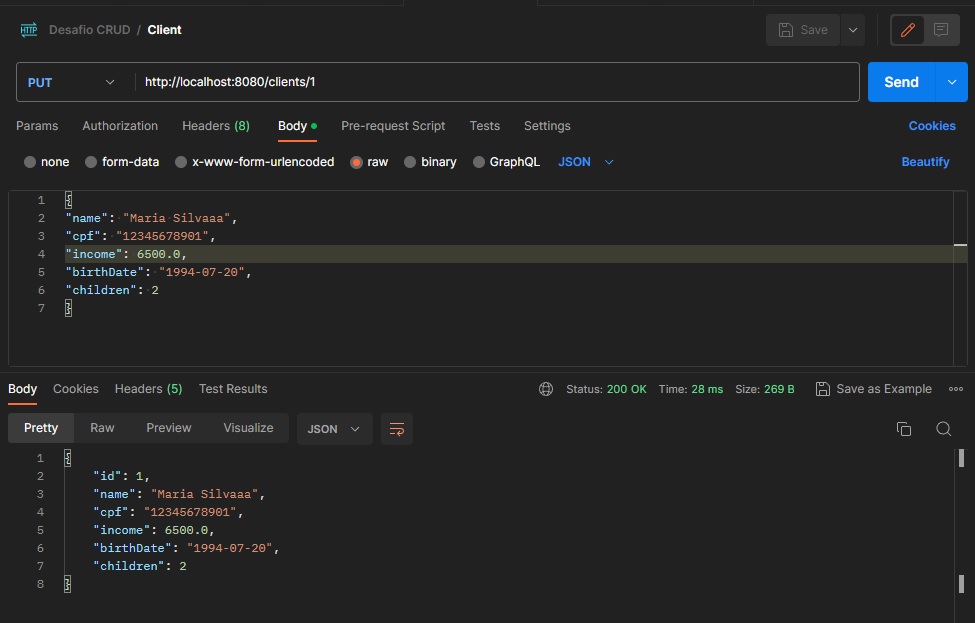 HTTP Desafio CRUD / Client Save
PUT http://localhost:8080/clients/1 Send
Params Authorization Headers (8) Body Pre-request Script Tests Settings Cookies
none form-data x-www-form-urlencoded raw binary GraphQL JSON Beautify
1 {
2 "name": "Maria Silvaaa",
3 "cpf": "12345678901",
4 "income": 6500.0,
5 "birthDate": "1994-07-20",
6 "children": 2
7 }
Body Cookies Headers (5) Test Results Status: 200 OK Time: 28 ms Size: 269 B Save as Example
Pretty Raw Preview Visualize JSON
1 {
2 "id": 1,
3 "name": "Maria Silvaaa",
4 "cpf": "12345678901",
5 "income": 6500.0,
6 "birthDate": "1994-07-20",
7 "children": 2
8 }